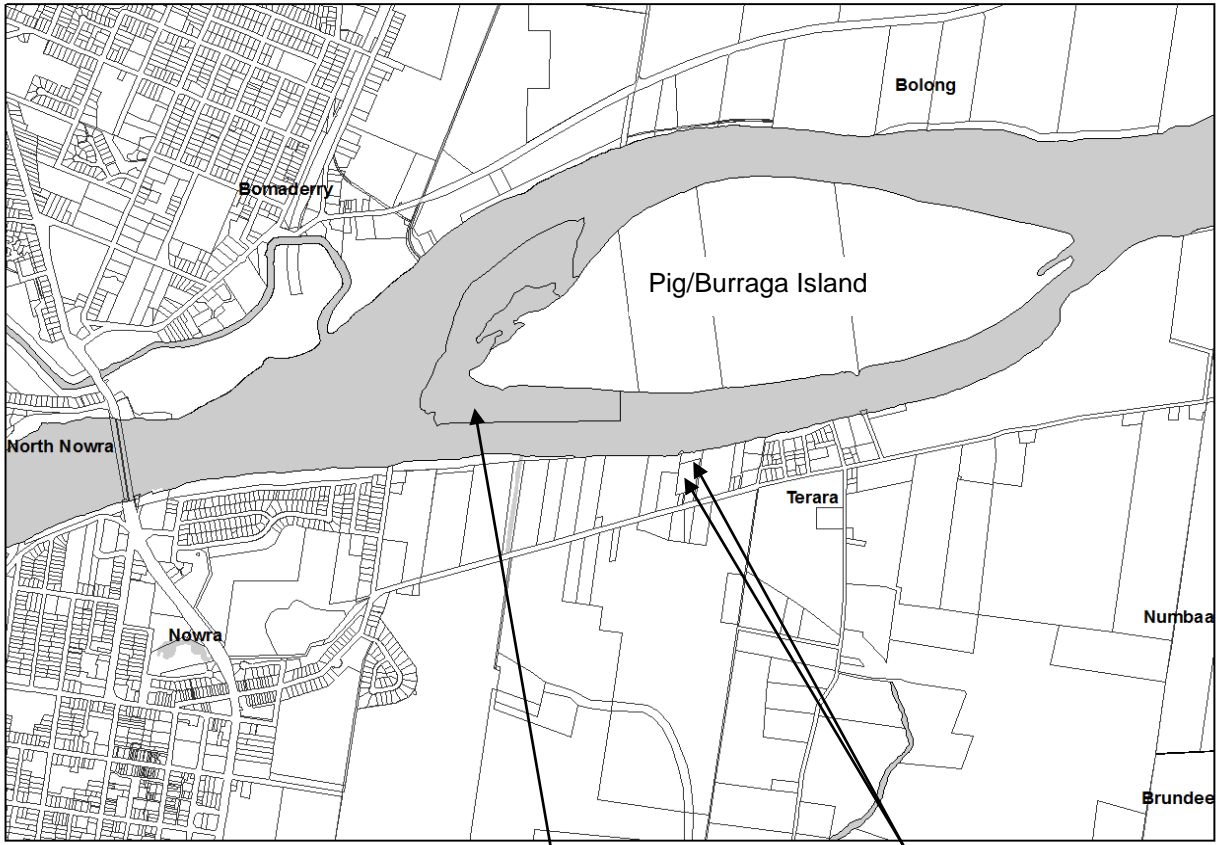 Bolong
Bomaderry
Pig/Burraga Island
North Nowra
Terara
Nowra
Numbaa
Brundee